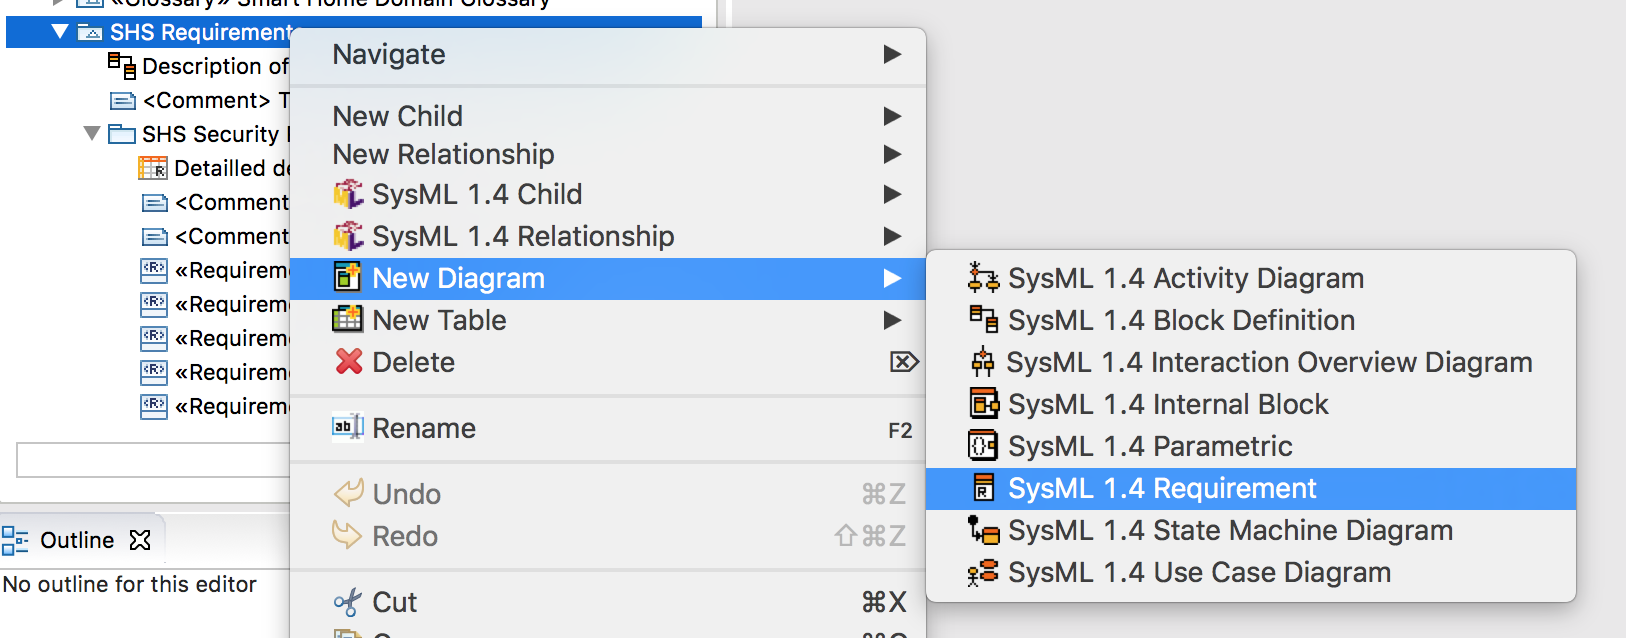 «Glossary» Smart Home Domain Glossary
SHS Requirement
Description of
<Comment> T
SHS Security
Detailled de
<Comment
<Comment
«Requirem
«Requirem
«Requirem
«Requirem
«Requirem
Outline
No outline for this editor
Navigate
New Child
New Relationship
SysML 1.4 Child
SysML 1.4 Relationship
New Diagram
New Table
Delete
Rename F2
Undo ⌘Z
Redo ⇧⌘Z
Cut ⌘X
SysML 1.4 Activity Diagram
SysML 1.4 Block Definition
SysML 1.4 Interaction Overview Diagram
SysML 1.4 Internal Block
SysML 1.4 Parametric
SysML 1.4 Requirement
SysML 1.4 State Machine Diagram
SysML 1.4 Use Case Diagram